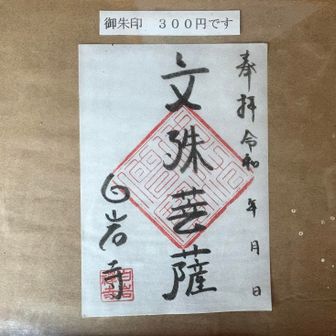 御朱印　３００円です
奉拝 令和 年 月 日
文殊菩薩
白岩寺